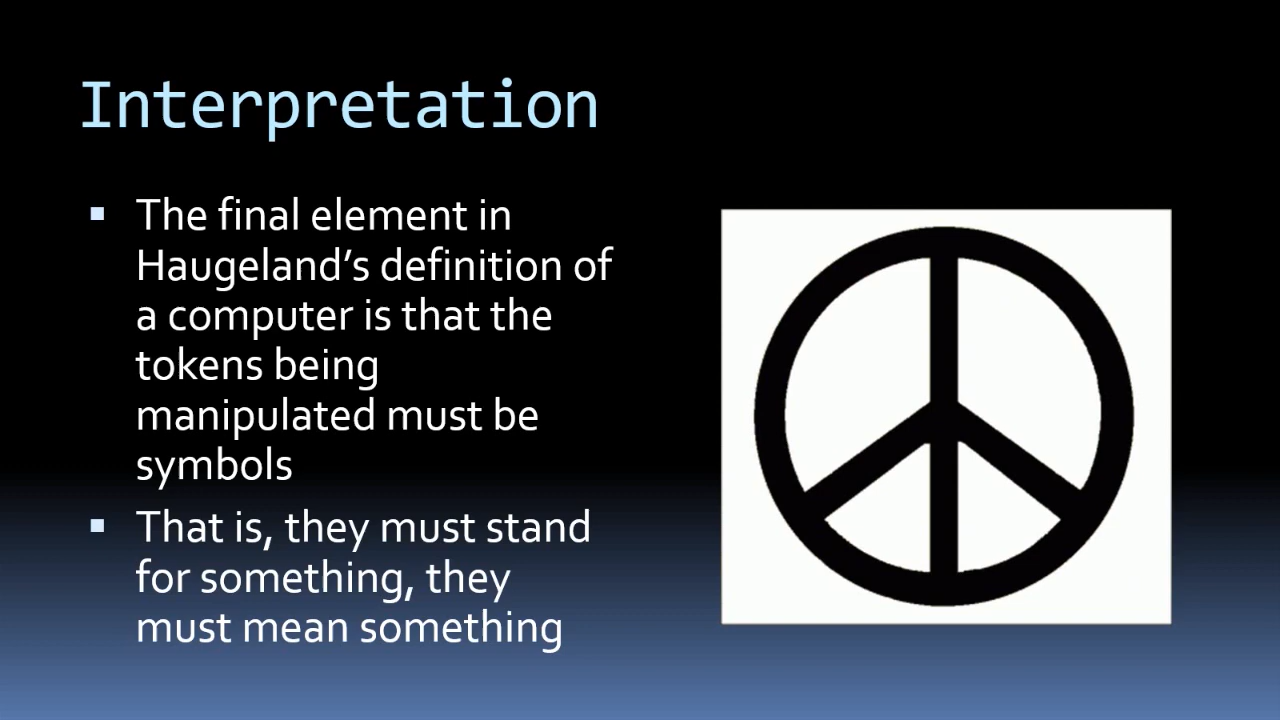 Interpretation
The final element in
Haugeland’s definition of
a computer is that the
tokens being
manipulated must be
symbols
That is, they must stand
for something, they
must mean something